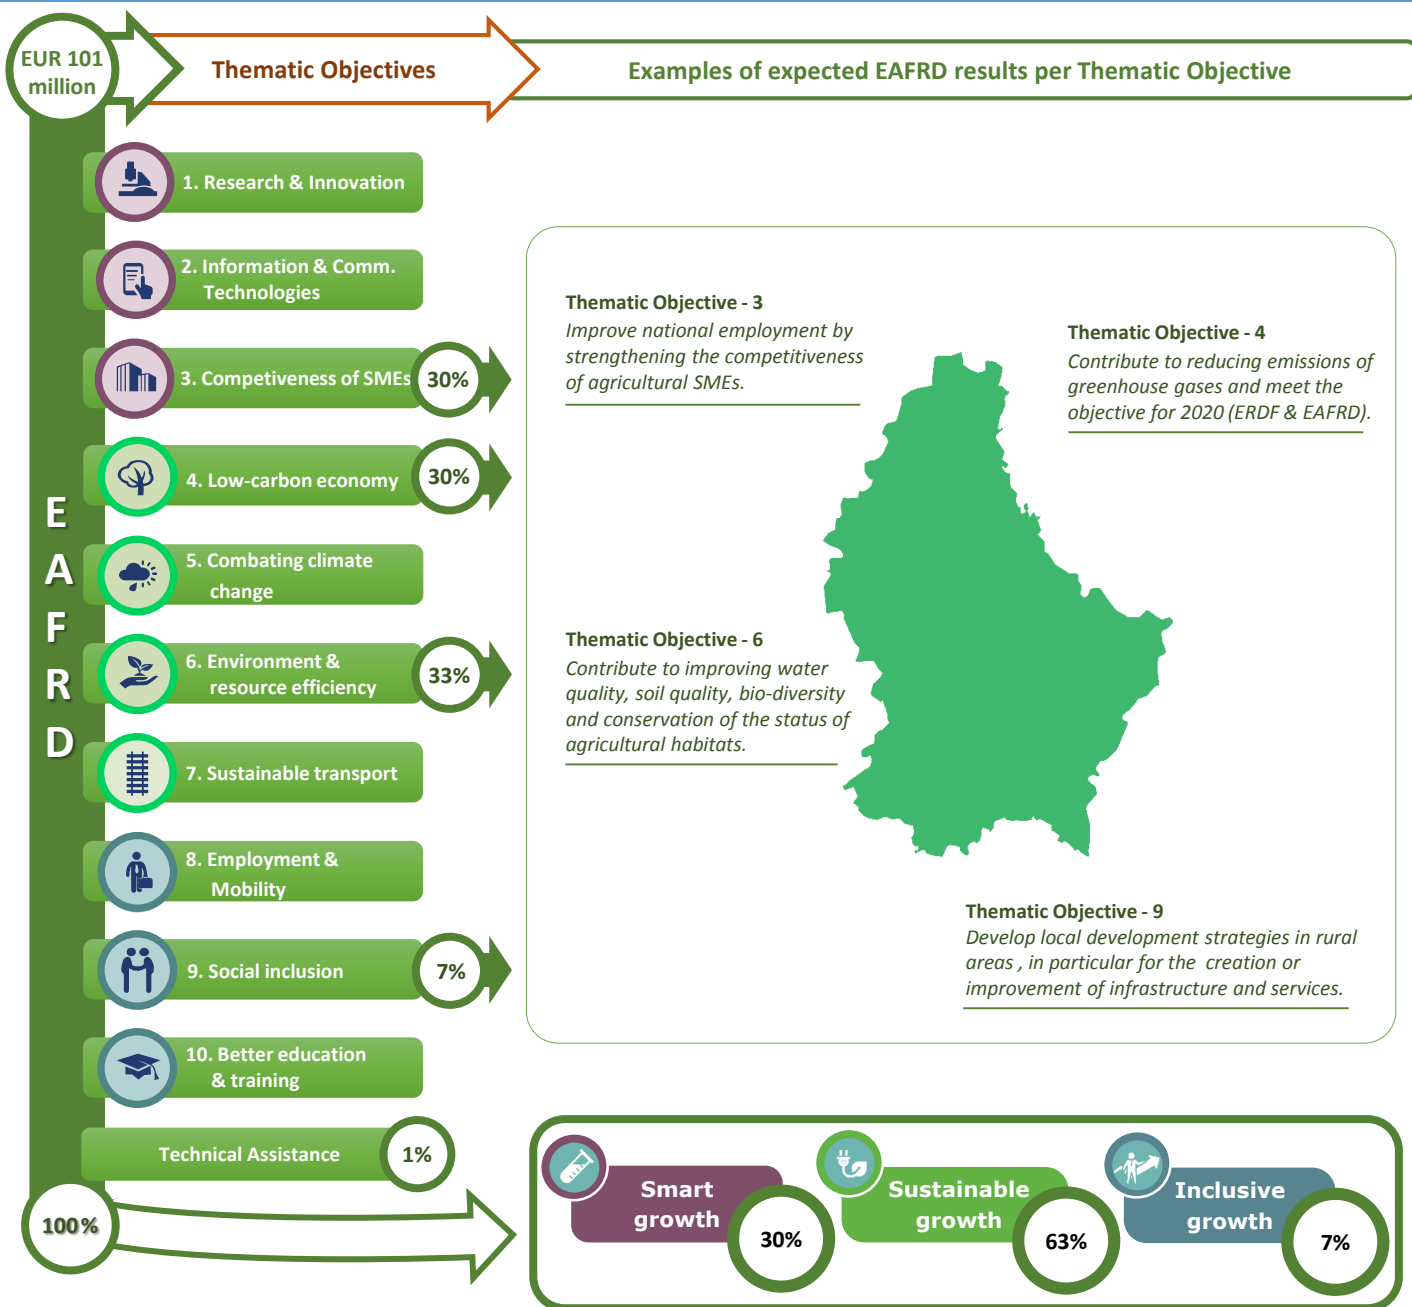 EUR 101
million
Thematic Objectives
Examples of expected EAFRD results per Thematic Objective
E
A
F
R
D
1. Research & Innovation
2. Information & Comm.
Technologies
3. Competiveness of SMEs
30%
4. Low-carbon economy
30%
5. Combating climate
change
6. Environment &
resource efficiency
33%
7. Sustainable transport
8. Employment &
Mobility
9. Social inclusion
7%
10. Better education
& training
Technical Assistance
1%
100%
Thematic Objective - 3
Improve national employment by
strengthening the competitiveness
of agricultural SMEs.
Thematic Objective - 4
Contribute to reducing emissions of
greenhouse gases and meet the
objective for 2020 (ERDF & EAFRD).
Thematic Objective - 6
Contribute to improving water
quality, soil quality, bio-diversity
and conservation of the status of
agricultural habitats.
Thematic Objective - 9
Develop local development strategies in rural
areas , in particular for the creation or
improvement of infrastructure and services.
Smart
growth
30%
Sustainable
growth
63%
Inclusive
growth
7%